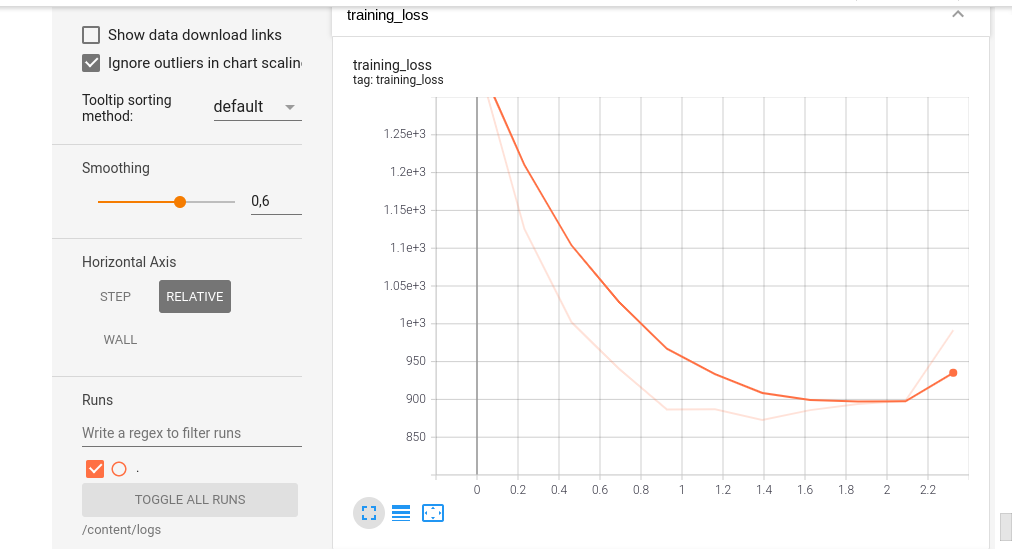 training_loss
Show data download links
Ignore outliers in chart scalin
Tooltip sorting
method:
default
Smoothing
0,6
Horizontal Axis
STEP
RELATIVE
WALL
Runs
Write a regex to filter runs
.
TOGGLE ALL RUNS
/content/logs
training_loss
tag: training_loss
1.25e+3
1.2e+3
1.15e+3
1.1e+3
1.05e+3
1e+3
950
900
850
0 0.2 0.4 0.6 0.8 1 1.2 1.4 1.6 1.8 2 2.2